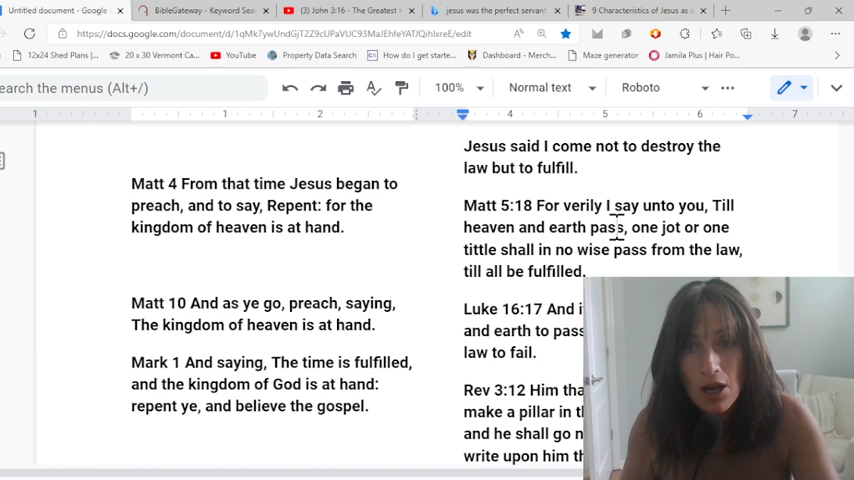 Untitled document - Google
BibleGateway - Keyword Sea
(3) John 3:16 - The Greatest
jesus was the perfect servant
9 Characteristics of Jesus as a
https://docs.google.com/document/d/1qMk7ywUndGjT2Z9cUPaVUC93MaJEhfeYATJQihIxreE/edit
12x24 Shed Plans |...
20 x 30 Vermont Ca...
YouTube
Property Data Search
How do I get starte...
Dashboard - Merch...
Maze generator
Jamila Plus | Hair Po...
earch the menus (Alt+/)
100%
Normal text
Roboto
1 1 2 4 5 6 7
Matt 4 From that time Jesus began to
preach, and to say, Repent: for the
kingdom of heaven is at hand.
Matt 10 And as ye go, preach, saying,
The kingdom of heaven is at hand.
Mark 1 And saying, The time is fulfilled,
and the kingdom of God is at hand:
repent ye, and believe the gospel.
Jesus said I come not to destroy the
law but to fulfill.
Matt 5:18 For verily I say unto you, Till
heaven and earth pass, one jot or one
tittle shall in no wise pass from the law,
till all be fulfilled.
Luke 16:17 And i
and earth to pass
law to fail.
Rev 3:12 Him tha
make a pillar in th
and he shall go n
write upon him th